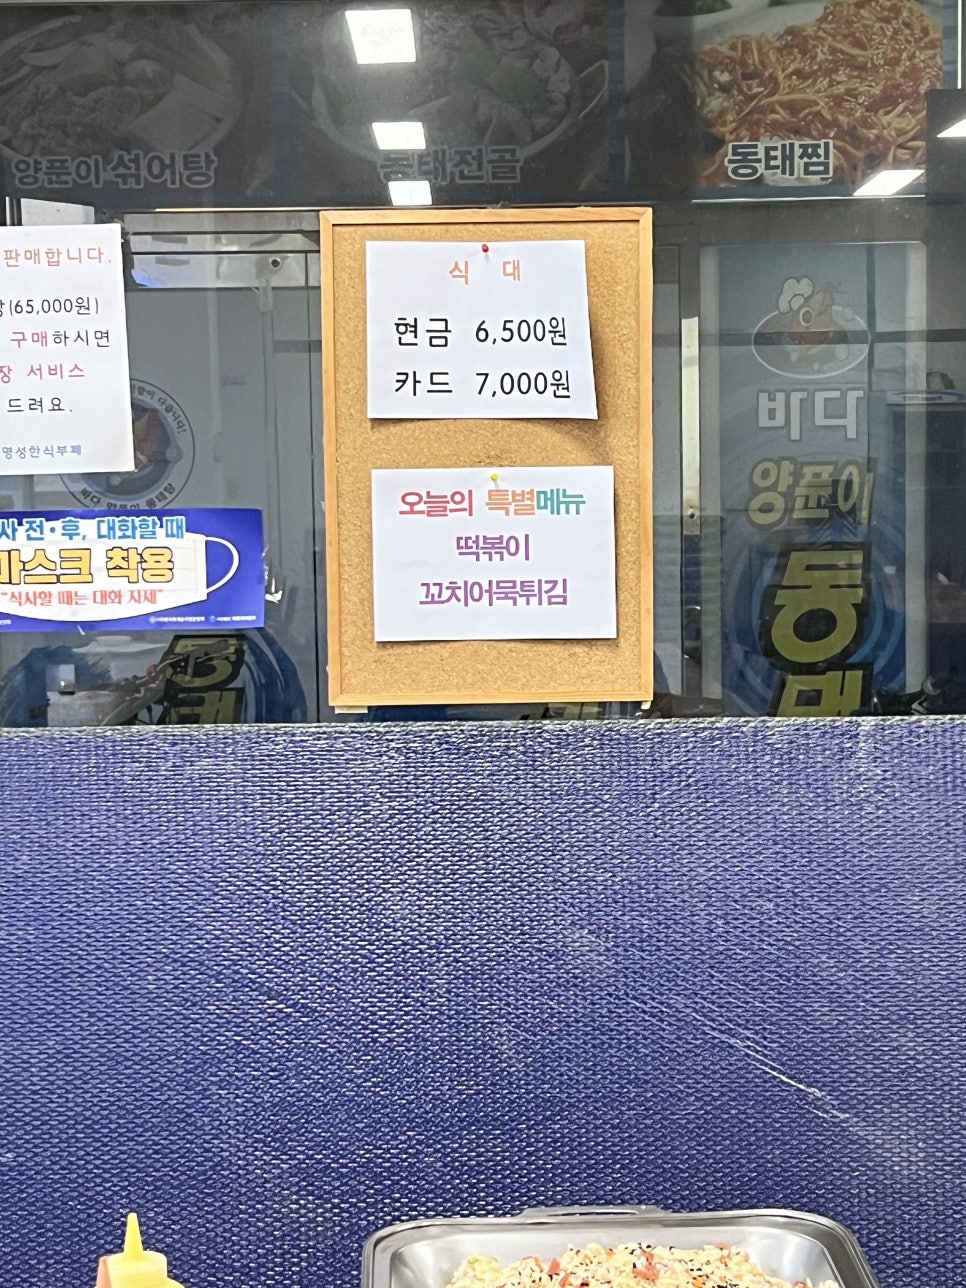 양푼이 섞어탕
동태전골
동태찜
판매합니다.
(65,000원)
구매하시면
장 서비스
드려요.
명성한식부페
식 대
현금 6,500원
카드 7,000원
오늘의 특별메뉴
떡볶이
꼬치어묵튀김
사 전·후, 대화할 때
마스크 착용
"식사할 때는 대화 자제"
바다
양푼이
동
태